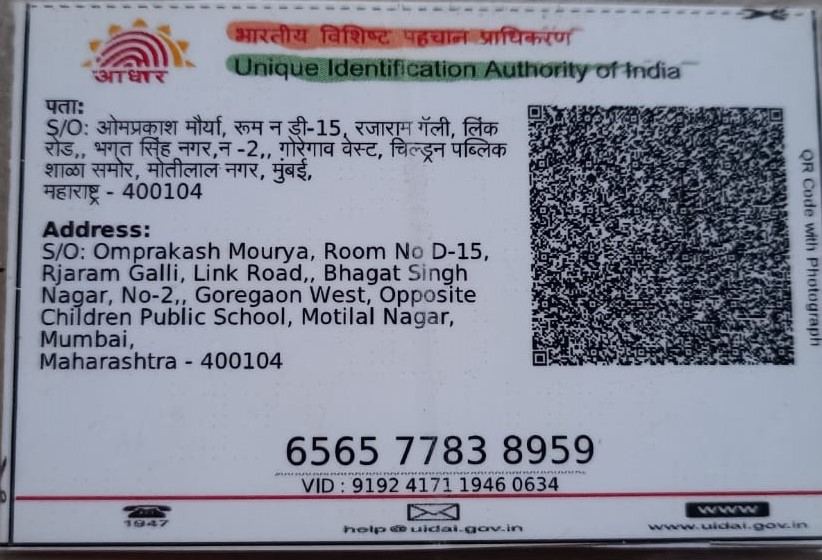 भारतीय विशिष्ट पहचान प्राधिकरण
Unique Identification Authority of India
आधार
पता:
S/O: ओमप्रकाश मौर्या, रूम न डी-15, रजाराम गॅली, लिंक
रोड,, भगत सिंह नगर,न -2,, गोरेगाव वेस्ट, चिल्ड्रन पब्लिक
शाळा समोर, मोतीलाल नगर, मुंबई,
महाराष्ट्र - 400104
Address:
S/O: Omprakash Mourya, Room No D-15,
Rjaram Galli, Link Road,, Bhagat Singh
Nagar, No-2,, Goregaon West, Opposite
Children Public School, Motilal Nagar,
Mumbai,
Maharashtra - 400104
QR Code with Photograph
6565 7783 8959
VID : 9192 4171 1946 0634
1947
help@uidai.gov.in
www
www.uidai.gov.in